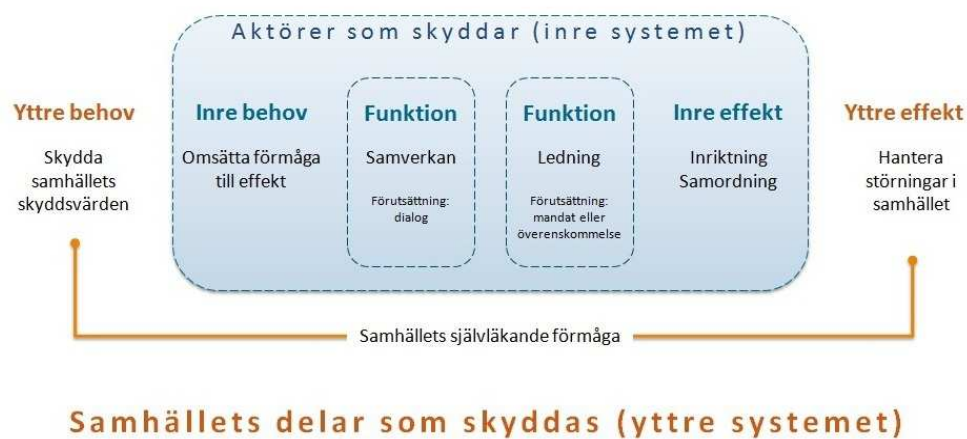 Aktörer som skyddar (inre systemet)
Yttre behov
Skydda
samhällets
skyddsvärden
Inre behov
Omsätta förmåga
till effekt
Funktion
Samverkan
Förutsättning:
dialog
Funktion
Ledning
Förutsättning:
mandat eller
överenskommelse
Inre effekt
Inriktning
Samordning
Yttre effekt
Hantera
störningar i
samhället
Samhällets självläkande förmåga
Samhällets delar som skyddas (yttre systemet)